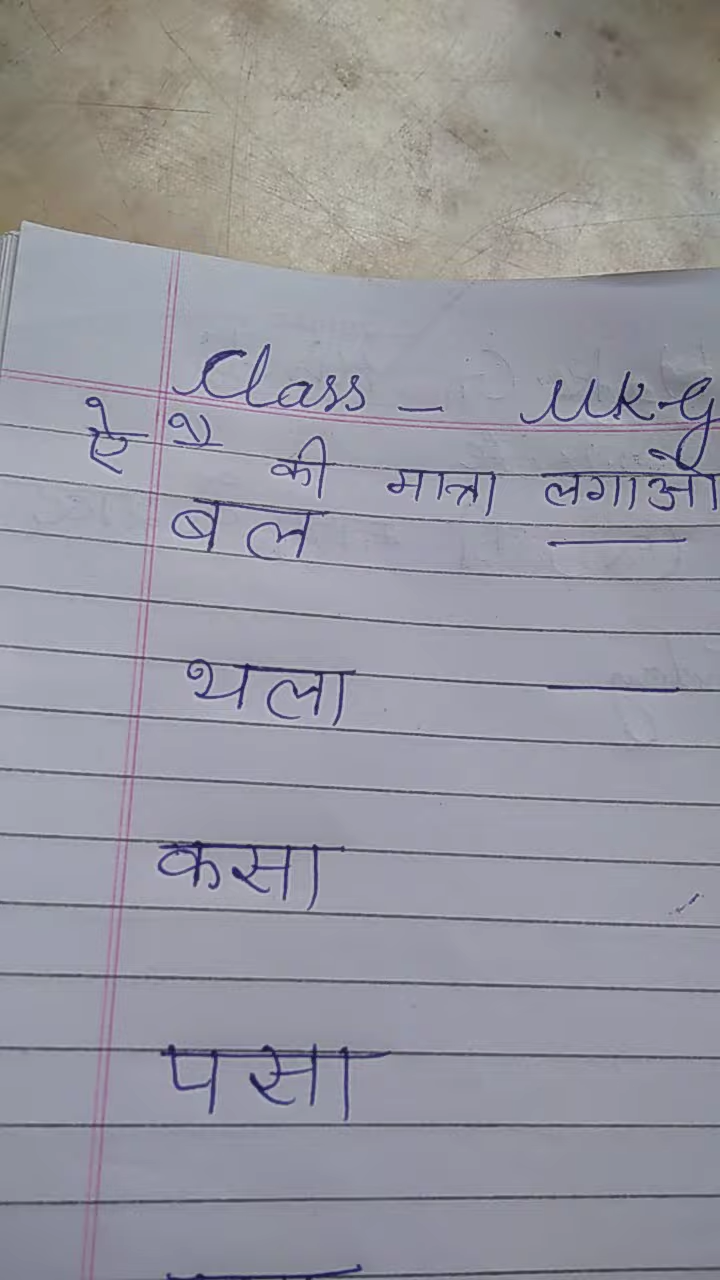 Class - UKG
ऐ ै की मात्रा लगाओ
बल ——
थला ——
कसा
पसा